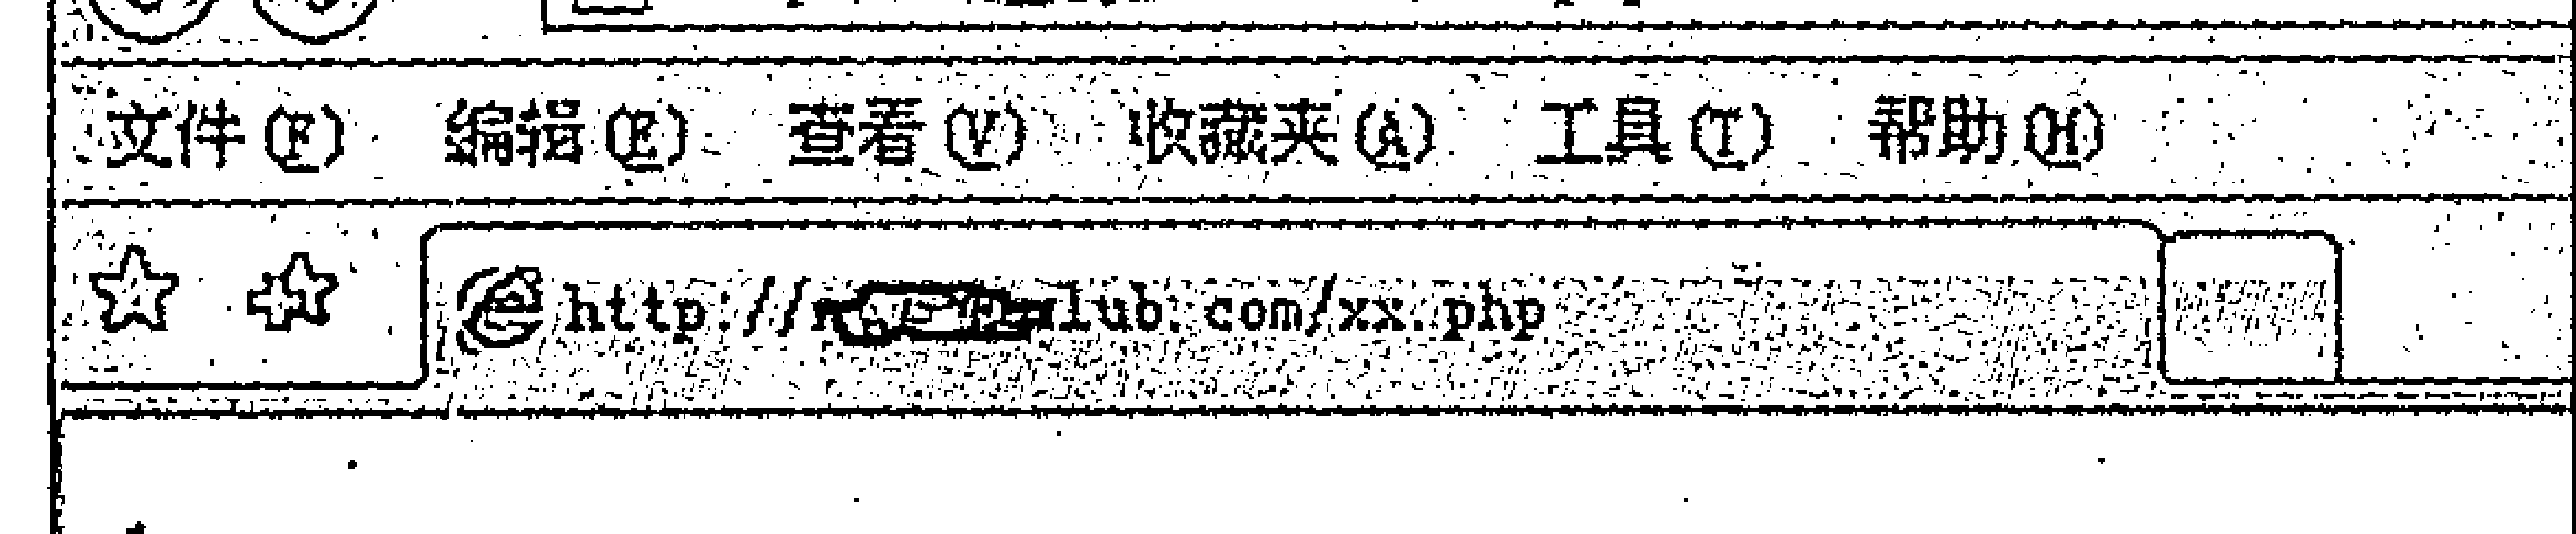 文件(F) 编辑(E) 查看(V) 收藏夹(A) 工具(T) 帮助(H)
http:// lub.com/xx.php